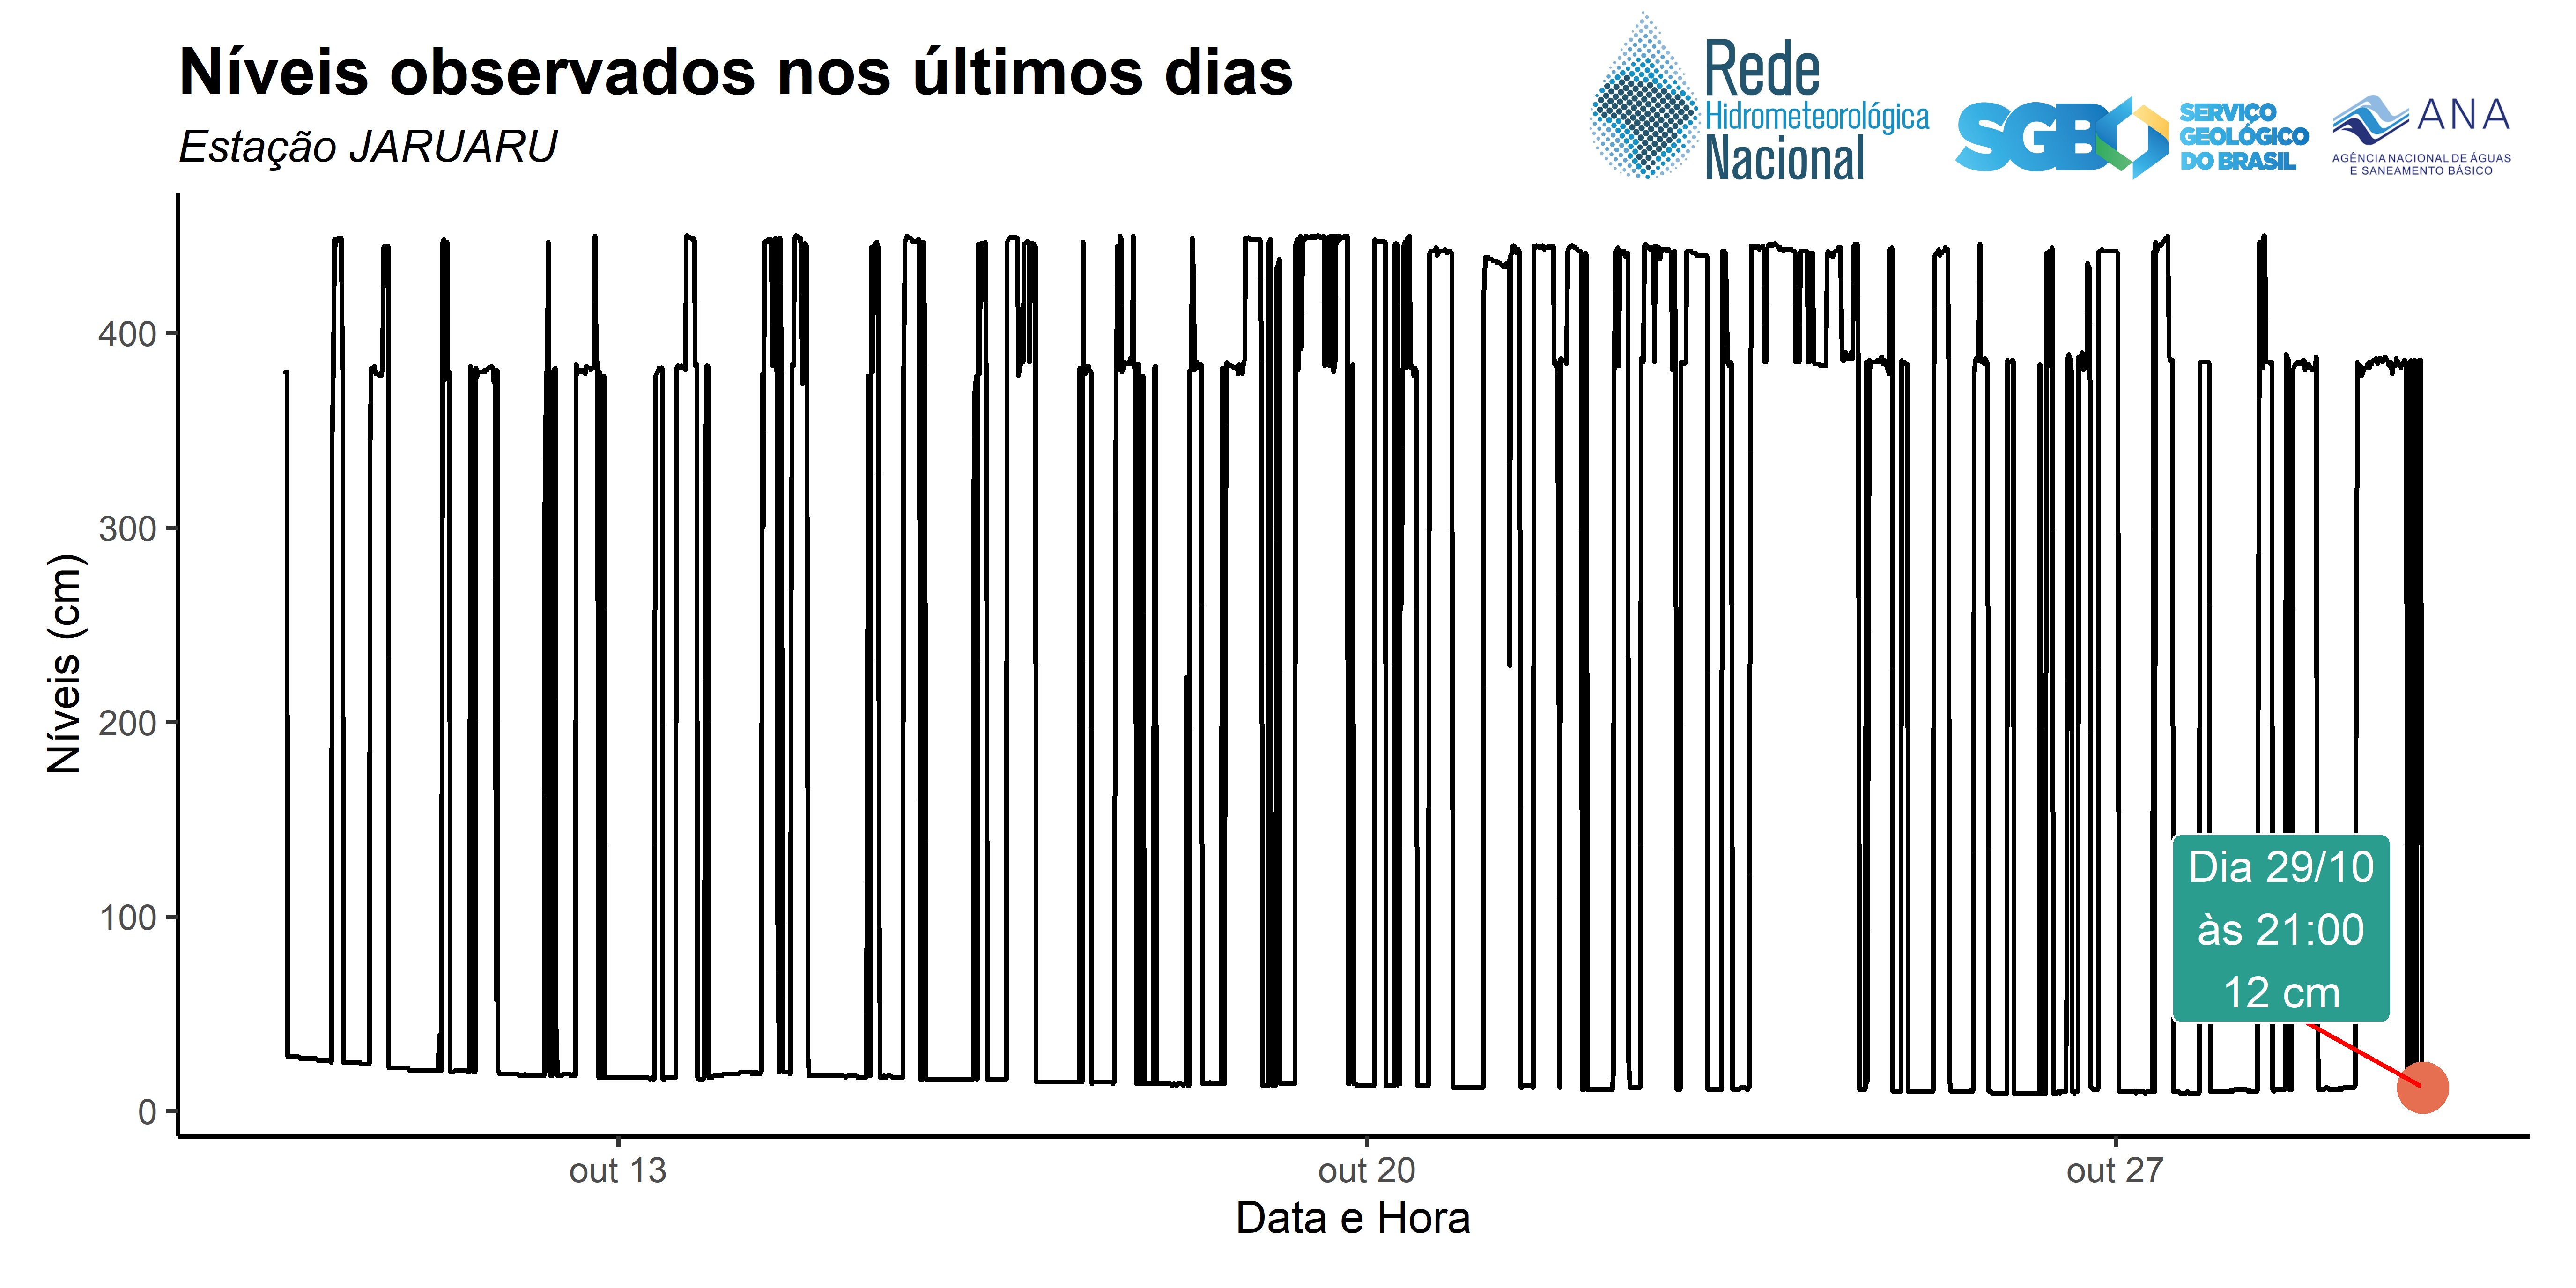 Níveis observados nos últimos dias
Estação JARUARU
Rede
Hidrometeorológica
Nacional
SGB
SERVIÇO
GEOLÓGICO
DO BRASIL
ANA
AGÊNCIA NACIONAL DE ÁGUAS
E SANEAMENTO BÁSICO
Níveis (cm)
400
300
200
100
0
Dia 29/10
às 21:00
12 cm
out 13
out 20
out 27
Data e Hora